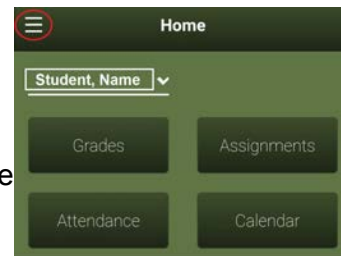 Home
Student, Name
Grades Assignments
e
Attendance Calendar